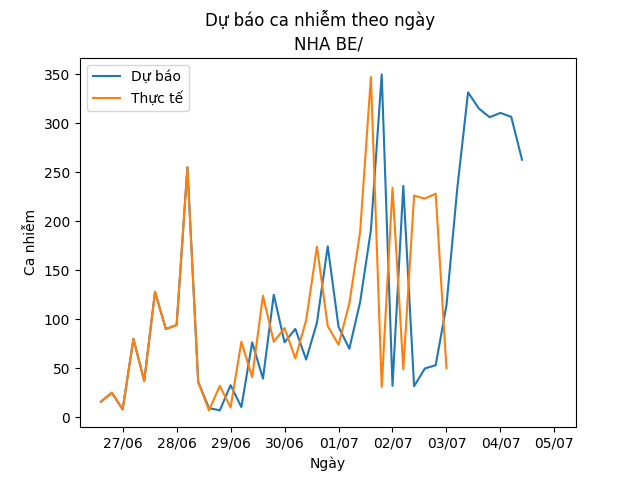 Dự báo ca nhiễm theo ngày
NHA BE/
Dự báo
Thực tế
Ca nhiễm
350
300
250
200
150
100
50
0
27/06 28/06 29/06 30/06 01/07 02/07 03/07 04/07 05/07
Ngày